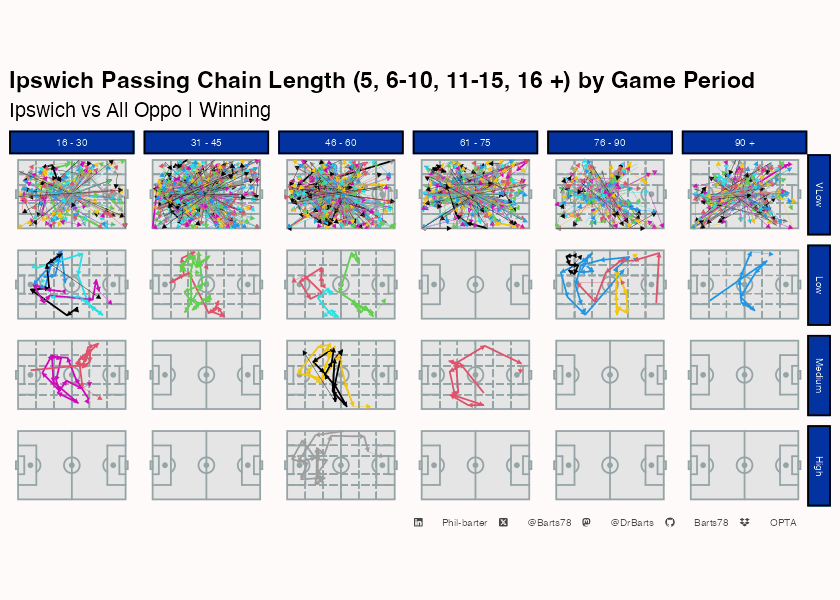 Ipswich Passing Chain Length (5, 6-10, 11-15, 16 +) by Game Period
Ipswich vs All Oppo | Winning
16 - 30 31 - 45 46 - 60 61 - 75 76 - 90 90 +
VLow
Low
Medium
High
Phil-barter @Barts78 @DrBarts Barts78 OPTA